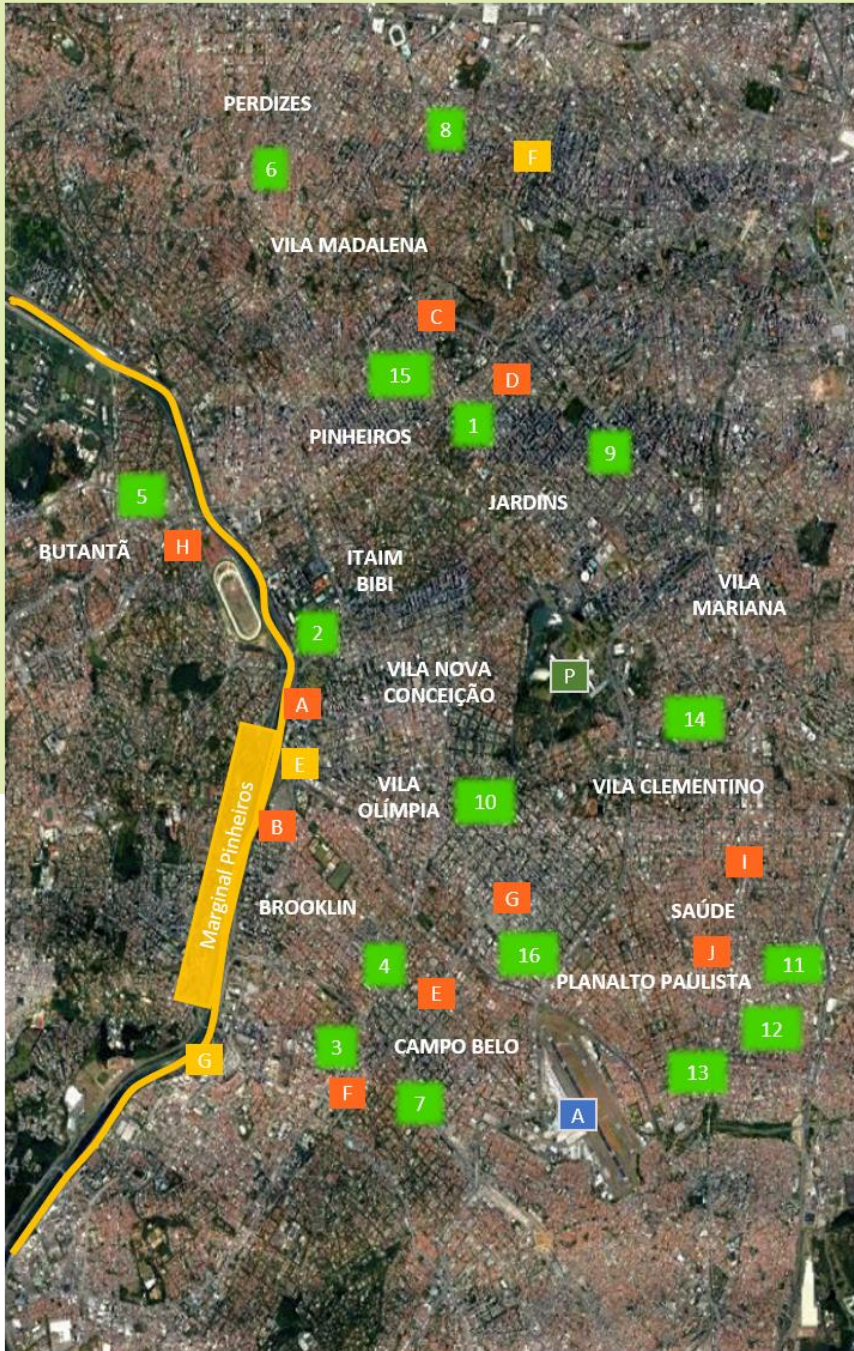 PERDIZES
8
F
6
VILA MADALENA
C
15
D
1
PINHEIROS
9
JARDINS
5
H
BUTANTÃ
ITAIM
BIBI
VILA
MARIANA
2
VILA NOVA
CONCEIÇÃO
P
A
14
E
VILA
OLÍMPIA
10
VILA CLEMENTINO
B
Marginal Pinheiros
I
G
BROOKLIN
SAÚDE
4
16
J
11
E
PLANALTO PAULISTA
12
3
CAMPO BELO
G
13
F
7
A